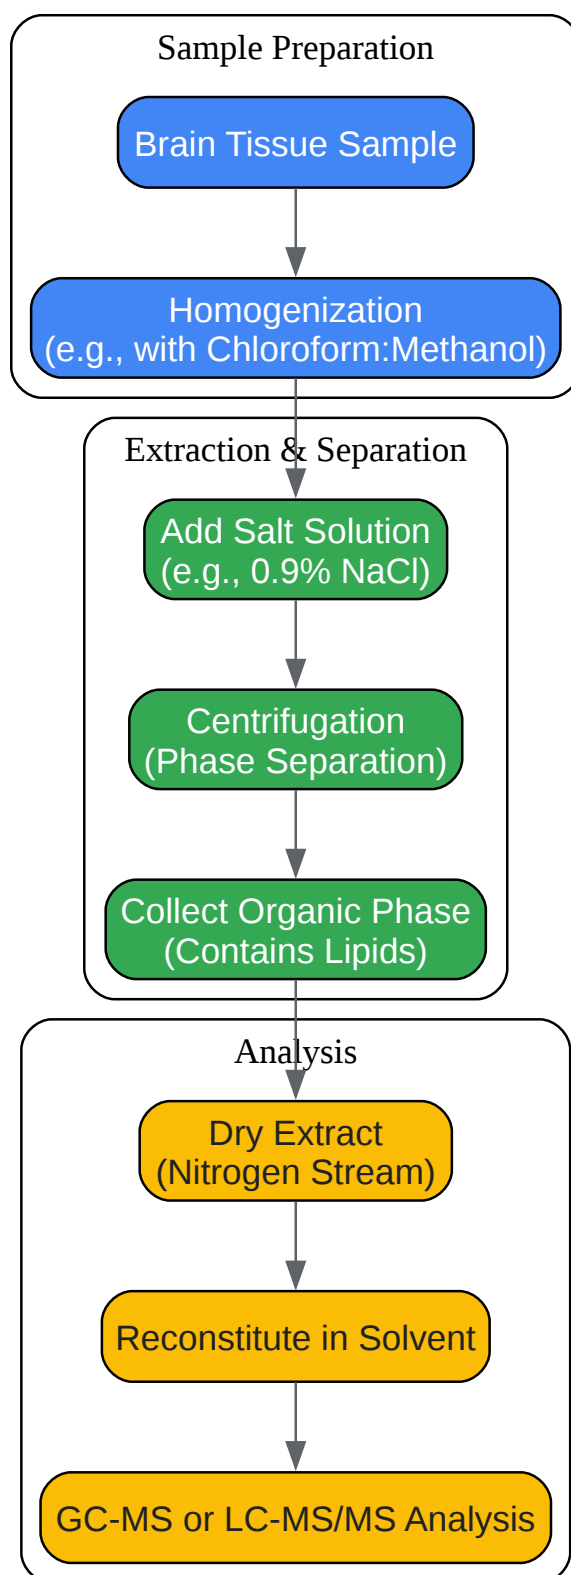 Sample Preparation
Brain Tissue Sample
Homogenization
(e.g., with Chloroform:Methanol)
Extraction & Separation
Add Salt Solution
(e.g., 0.9% NaCl)
Centrifugation
(Phase Separation)
Collect Organic Phase
(Contains Lipids)
Analysis
Dry Extract
(Nitrogen Stream)
Reconstitute in Solvent
GC-MS or LC-MS/MS Analysis